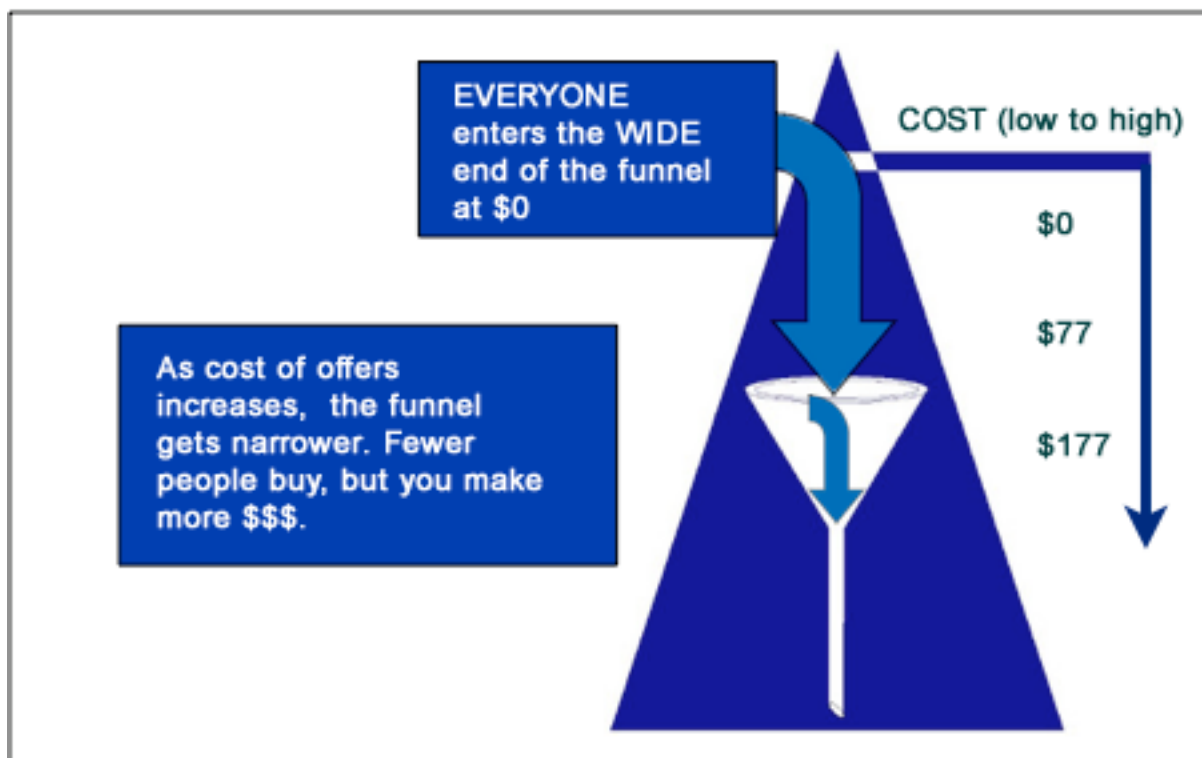 EVERYONE
enters the WIDE
end of the funnel
at $0
COST (low to high)
$0
$77
$177
As cost of offers
increases,  the funnel
gets narrower. Fewer
people buy, but you make
more $$$.